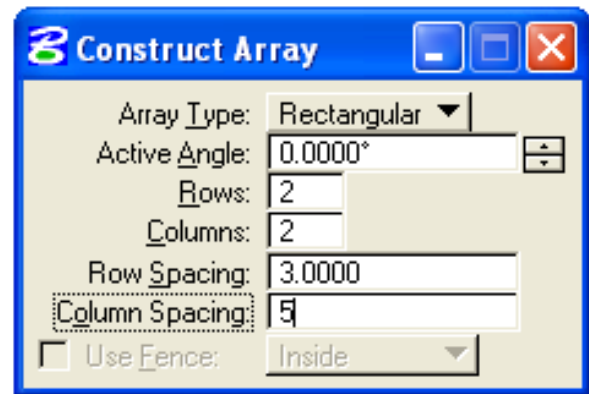 Construct Array
Array Type: Rectangular
Active Angle: 0.0000°
Rows: 2
Columns: 2
Row Spacing: 3.0000
Column Spacing: 5
Use Fence: Inside